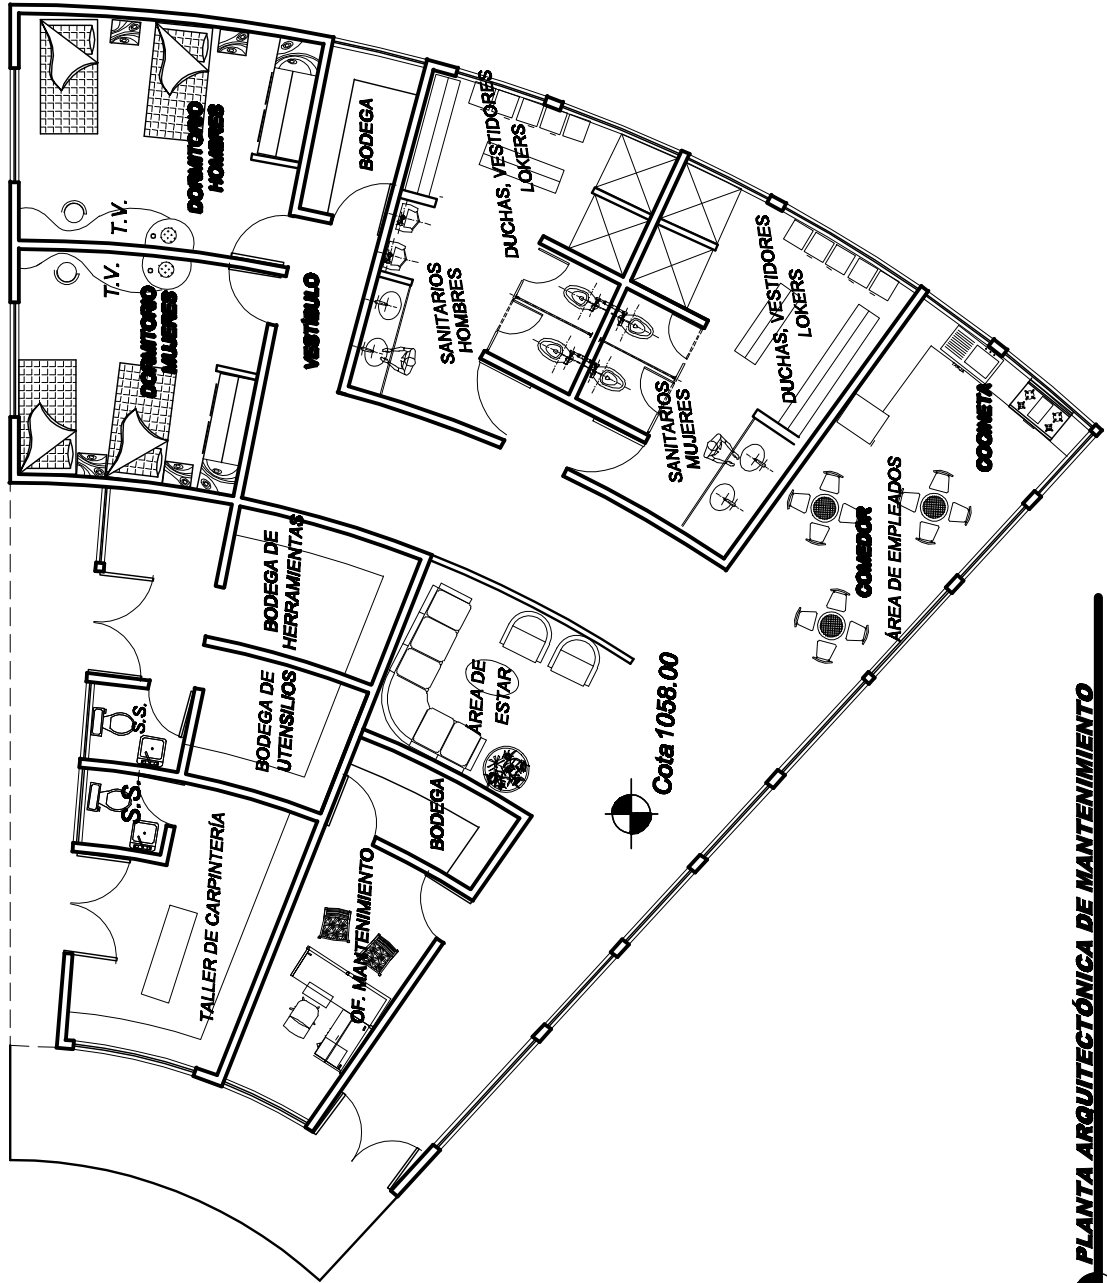 DORMITORIO
HOMBRES
T.V.
T.V.
DORMITORIO
MUJERES
VESTÍBULO
BODEGA
DUCHAS, VESTIDORES
LOKERS
SANITARIOS
HOMBRES
DUCHAS, VESTIDORES
LOKERS
SANITARIOS
MUJERES
COCINETA
COMEDOR
ÁREA DE EMPLEADOS
BODEGA DE
HERRAMIENTAS
BODEGA DE
UTENSILIOS
ÁREA DE
ESTAR
Cota 1058.00
S.S.
S.S.
BODEGA
TALLER DE CARPINTERÍA
OF. MANTENIMIENTO
PLANTA ARQUITECTÓNICA DE MANTENIMIENTO